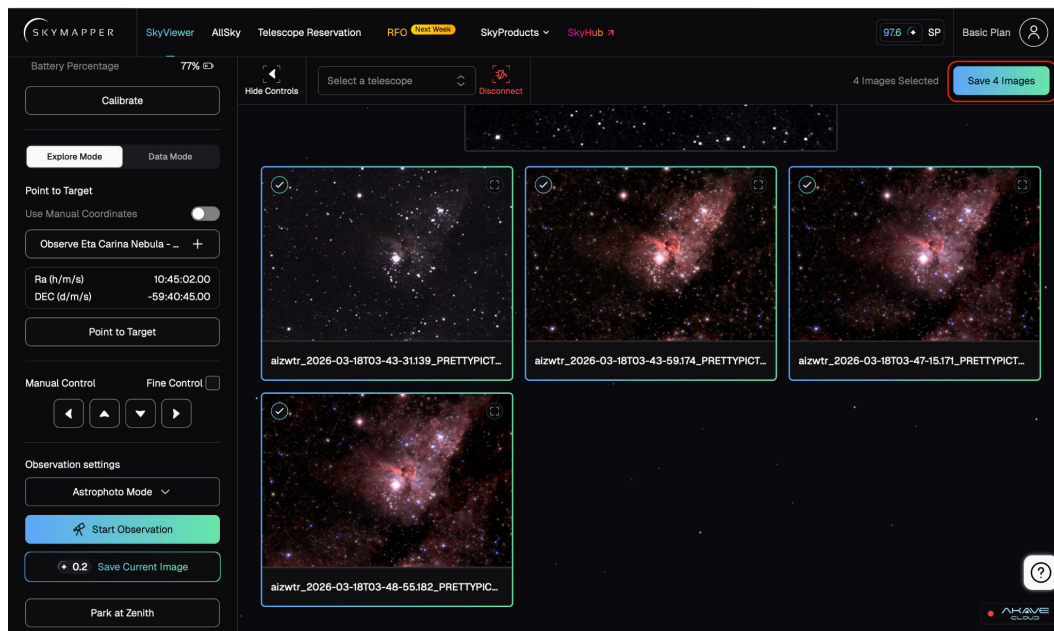 SKYMAPPER
SkyViewer
AllSky
Telescope Reservation
RFO Next Week
SkyProducts
SkyHub
97.6 SP
Basic Plan
Battery Percentage 77%
Calibrate
Hide Controls
Select a telescope
Disconnect
4 Images Selected
Save 4 Images
Explore Mode
Data Mode
Point to Target
Use Manual Coordinates
Observe Eta Carina Nebula - ...
Ra (h/m/s) 10:45:02.00
DEC (d/m/s) -59:40:45.00
Point to Target
Manual Control
Fine Control
Observation settings
Astrophoto Mode
Start Observation
0.2 Save Current Image
Park at Zenith
aizwtr_2026-03-18T03-43-31.139_PRETTYPICT...
aizwtr_2026-03-18T03-43-59.174_PRETTYPICT...
aizwtr_2026-03-18T03-47-15.171_PRETTYPICT...
aizwtr_2026-03-18T03-48-55.182_PRETTYPIC...
?
AKAVE
CLOUD